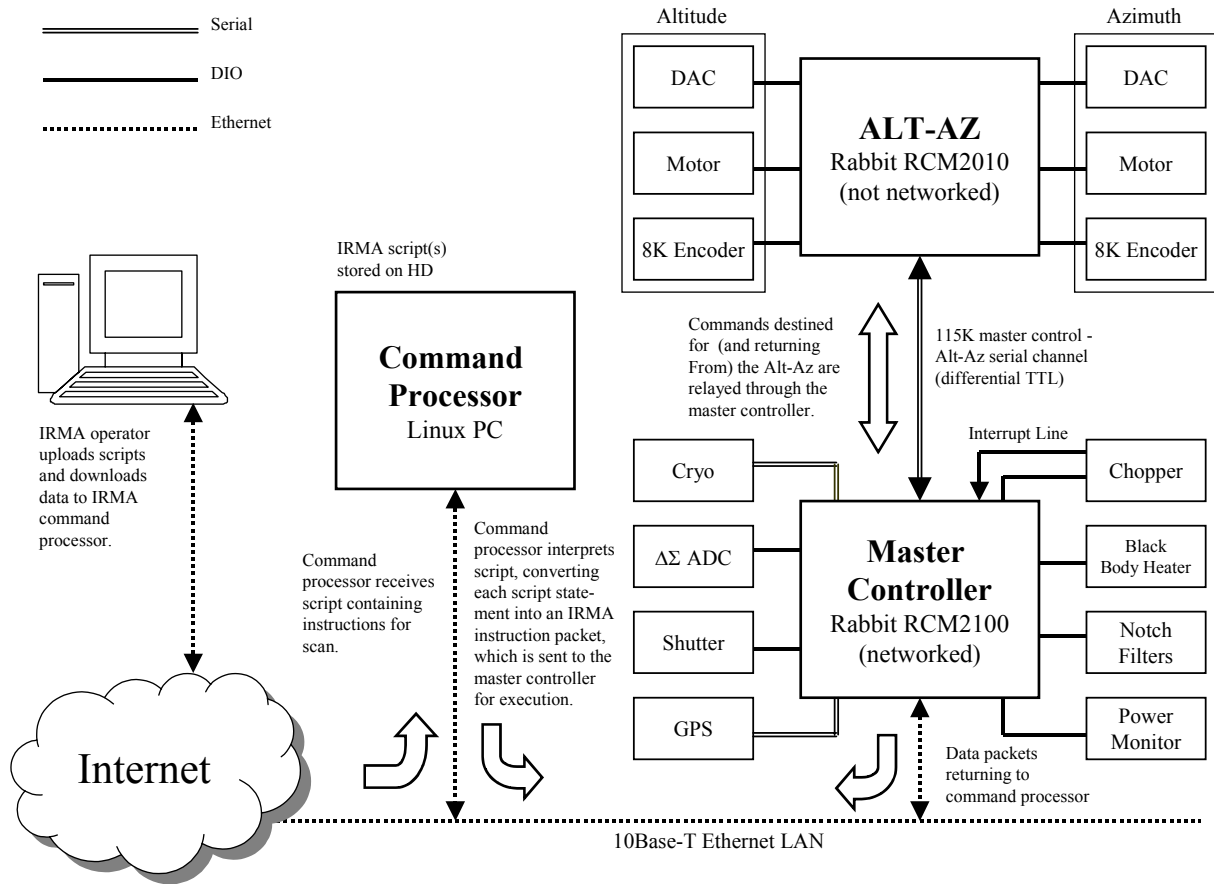 Serial
DIO
Ethernet
Altitude
Azimuth
DAC
Motor
8K Encoder
ALT-AZ
Rabbit RCM2010
(not networked)
DAC
Motor
8K Encoder
IRMA script(s)
stored on HD
Command
Processor
Linux PC
Commands destined
for (and returning
From) the Alt-Az are
relayed through the
master controller.
115K master control -
Alt-Az serial channel
(differential TTL)
IRMA operator
uploads scripts
and downloads
data to IRMA
command
processor.
Interrupt Line
Cryo
ΔΣ ADC
Shutter
GPS
Master
Controller
Rabbit RCM2100
(networked)
Chopper
Black
Body Heater
Notch
Filters
Power
Monitor
Command
processor receives
script containing
instructions for
scan.
Command
processor interprets
script, converting
each script state-
ment into an IRMA
instruction packet,
which is sent to the
master controller
for execution.
Internet
Data packets
returning to
command processor
10Base-T Ethernet LAN